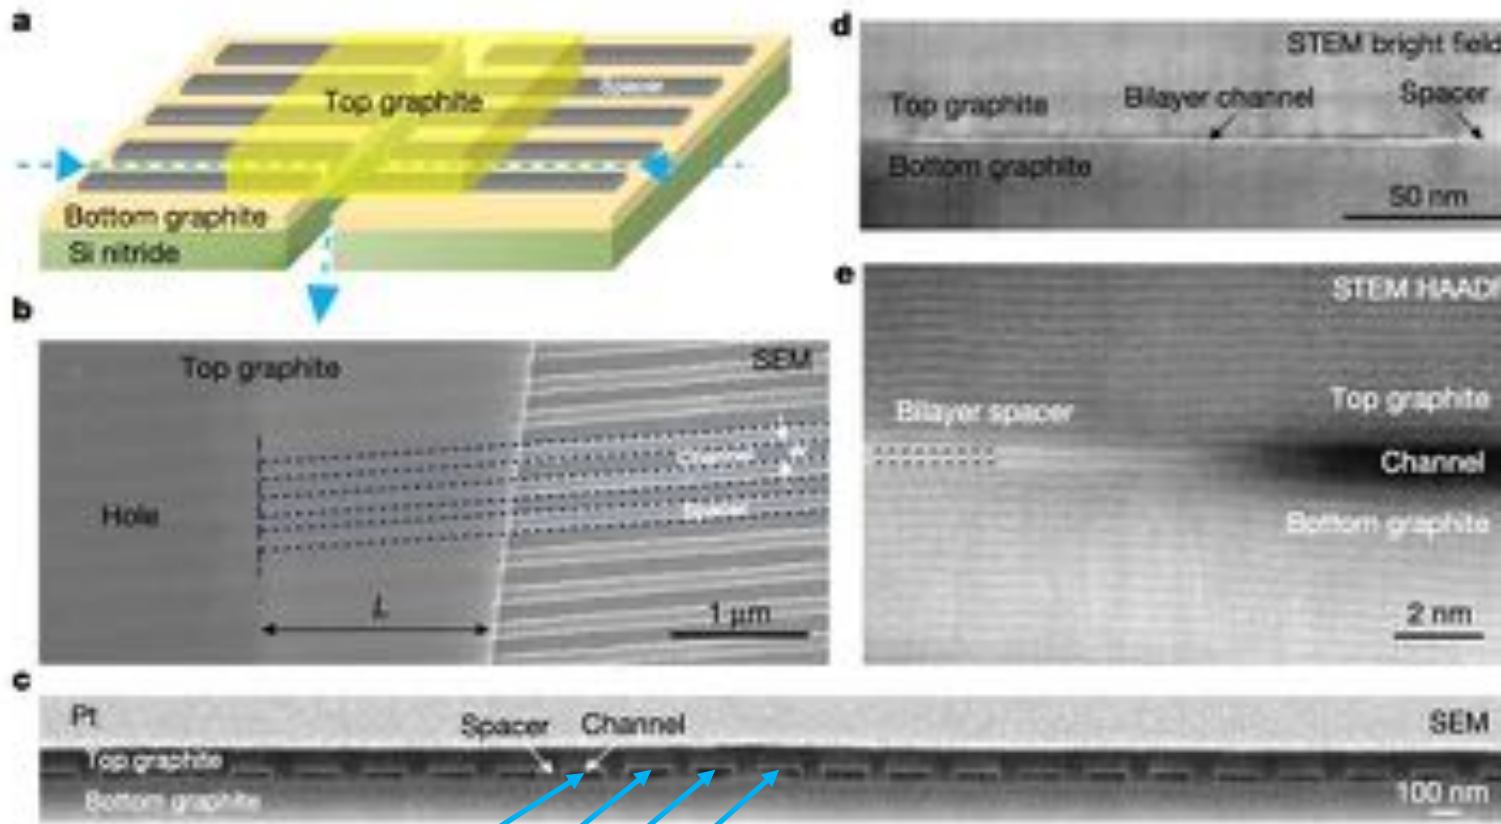 a
Spacer
Top graphite
Bottom graphite
Si nitride
b
Top graphite
SEM
Channel
Spacer
Hole
L
1 µm
c
Pt
Spacer
Channel
SEM
Top graphite
Bottom graphite
100 nm
d
STEM bright field
Top graphite
Bilayer channel
Spacer
Bottom graphite
50 nm
e
STEM HAADF
Bilayer spacer
Top graphite
Channel
Bottom graphite
2 nm